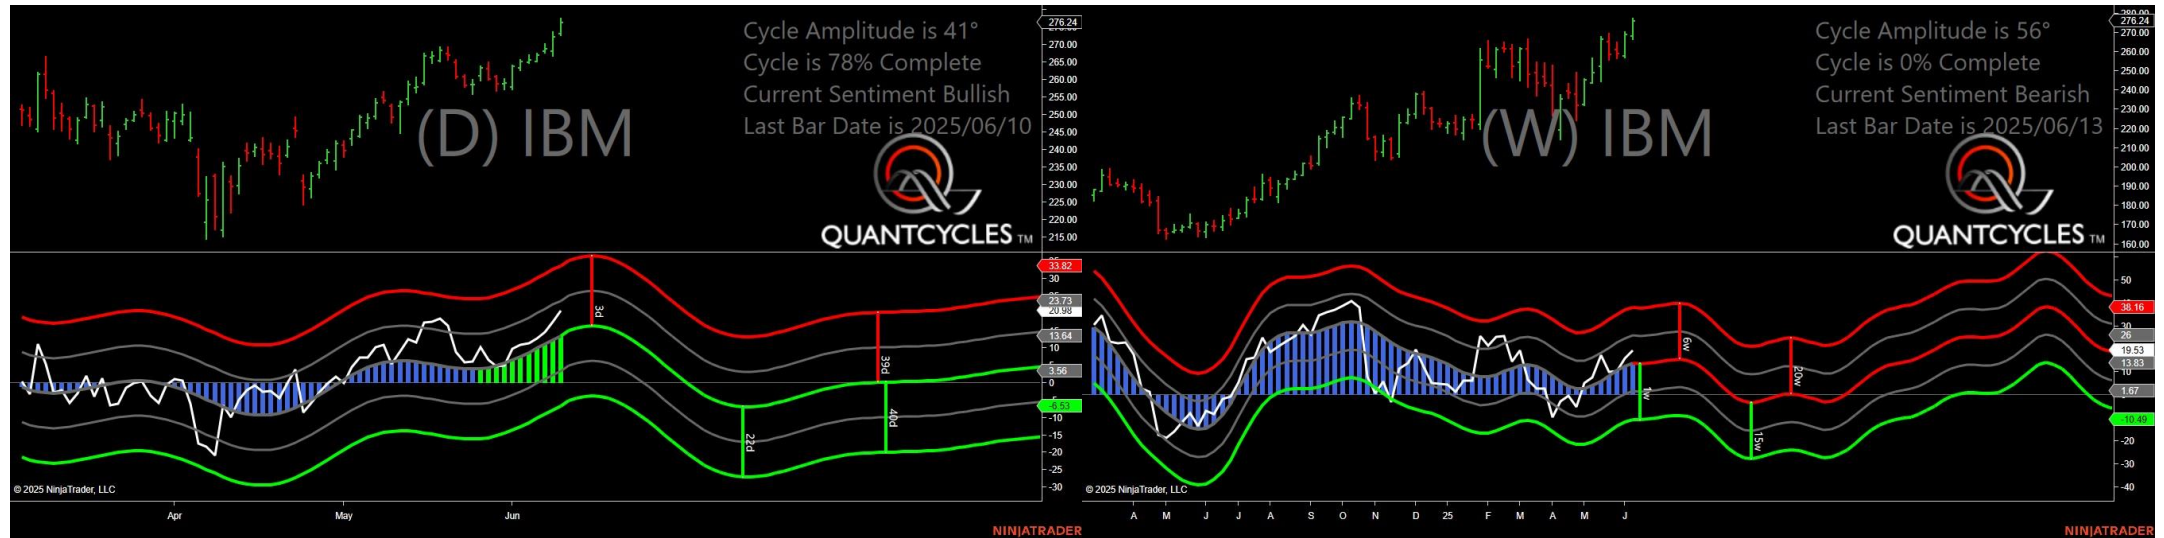 Cycle Amplitude is 41°
Cycle is 78% Complete
Current Sentiment Bullish
Last Bar Date is 2025/06/10
(D) IBM
QUANTCYCLES TM
276.24
270.00
265.00
260.00
255.00
250.00
245.00
240.00
235.00
230.00
225.00
220.00
215.00
33.82
30
23.73
20.98
13.64
10
5
3.56
0
-6.53
-10
-15
-20
-25
-30
3d
22d
39d
40d
© 2025 NinjaTrader, LLC
Apr
May
Jun
NINJATRADER
Cycle Amplitude is 56°
Cycle is 0% Complete
Current Sentiment Bearish
Last Bar Date is 2025/06/13
(W) IBM
QUANTCYCLES TM
280.00
276.24
270.00
260.00
250.00
240.00
230.00
220.00
210.00
200.00
190.00
180.00
170.00
160.00
50
38.16
30
26
19.53
13.83
10
1.67
-10.49
-20
-30
-40
6w
1w
15w
20w
© 2025 NinjaTrader, LLC
A M J J A S O N D 25 F M A M J
NINJATRADER